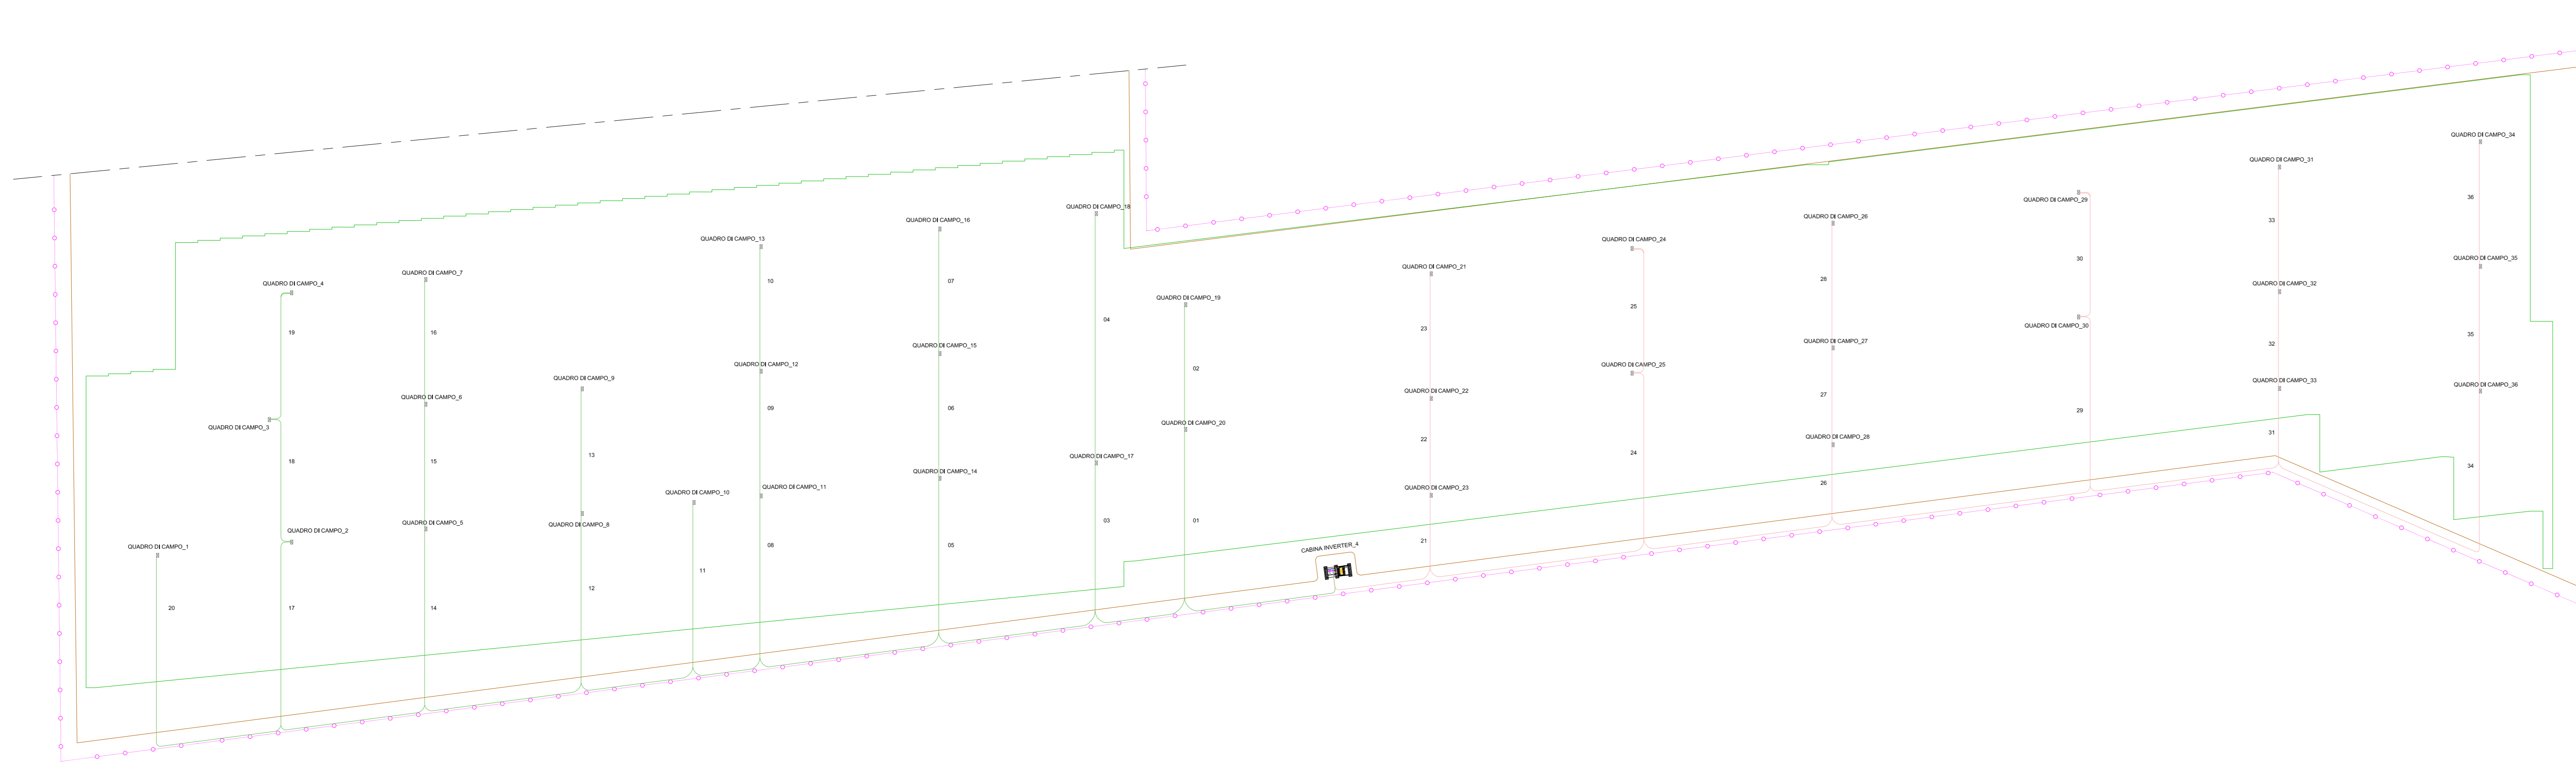 QUADRO DI CAMPO_34
QUADRO DI CAMPO_31
36
QUADRO DI CAMPO_29
QUADRO DI CAMPO_18
QUADRO DI CAMPO_26
QUADRO DI CAMPO_16
33
QUADRO DI CAMPO_13
QUADRO DI CAMPO_24
QUADRO DI CAMPO_35
30
QUADRO DI CAMPO_21
QUADRO DI CAMPO_7
28
10
07
QUADRO DI CAMPO_4
QUADRO DI CAMPO_32
QUADRO DI CAMPO_19
25
04
QUADRO DI CAMPO_30
23
19
16
35
QUADRO DI CAMPO_27
32
QUADRO DI CAMPO_15
QUADRO DI CAMPO_12
QUADRO DI CAMPO_25
02
QUADRO DI CAMPO_9
QUADRO DI CAMPO_33
QUADRO DI CAMPO_36
27
QUADRO DI CAMPO_6
09
06
29
QUADRO DI CAMPO_20
QUADRO DI CAMPO_3
31
QUADRO DI CAMPO_28
22
24
13
QUADRO DI CAMPO_17
18
15
34
QUADRO DI CAMPO_14
26
QUADRO DI CAMPO_11
QUADRO DI CAMPO_23
QUADRO DI CAMPO_10
03
01
QUADRO DI CAMPO_5
QUADRO DI CAMPO_8
QUADRO DI CAMPO_2
21
08
05
QUADRO DI CAMPO_1
CABINA INVERTER_4
11
12
20
17
14
QUADRO DI CAMPO_22